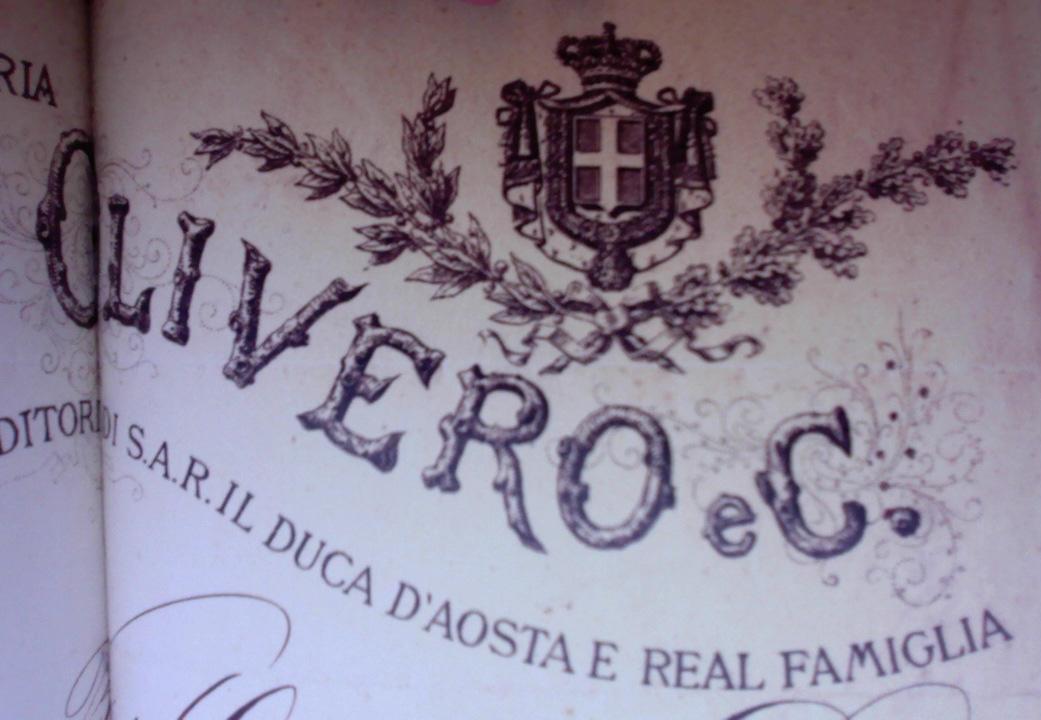 RIA
OLIVERO e C.
DITORI DI S.A.R. IL DUCA D'AOSTA E REAL FAMIGLIA